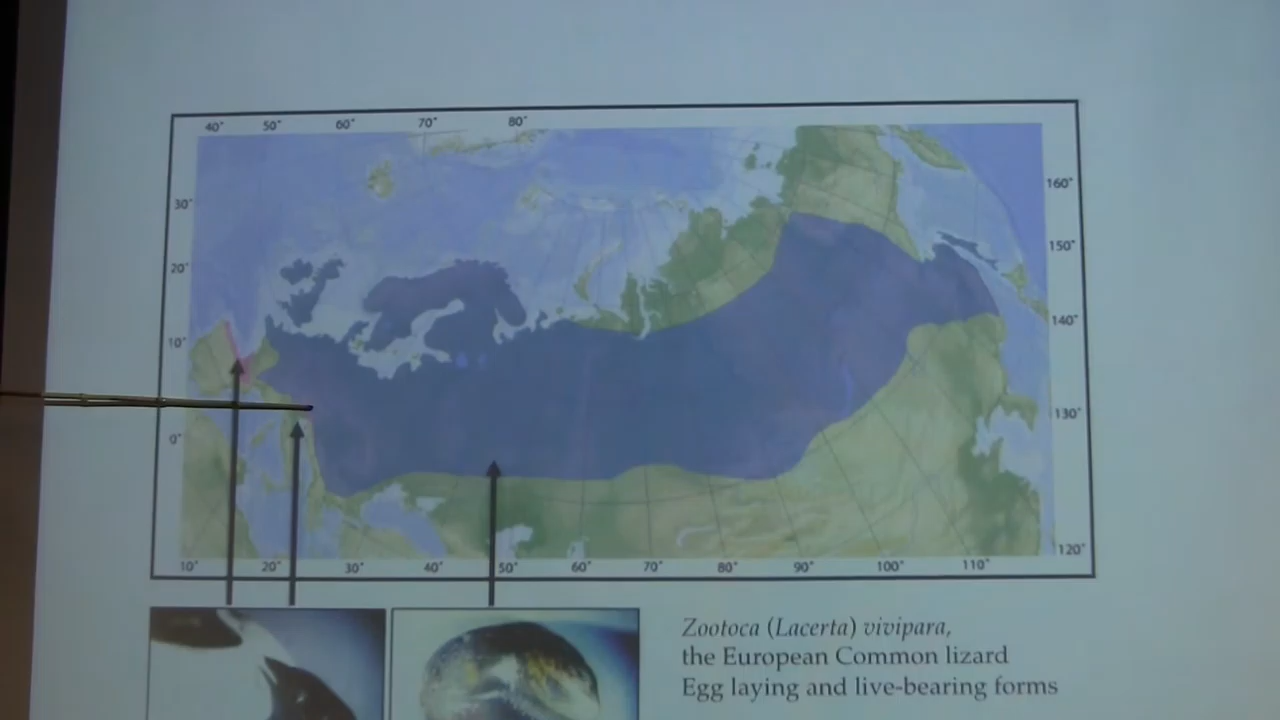 40° 50° 60° 70° 80°
30°
20°
10°
0°
160°
150°
140°
130°
120°
10° 20° 30° 40° 50° 60° 70° 80° 90° 100° 110°
Zootoca (Lacerta) vivipara,
the European Common lizard
Egg laying and live-bearing forms